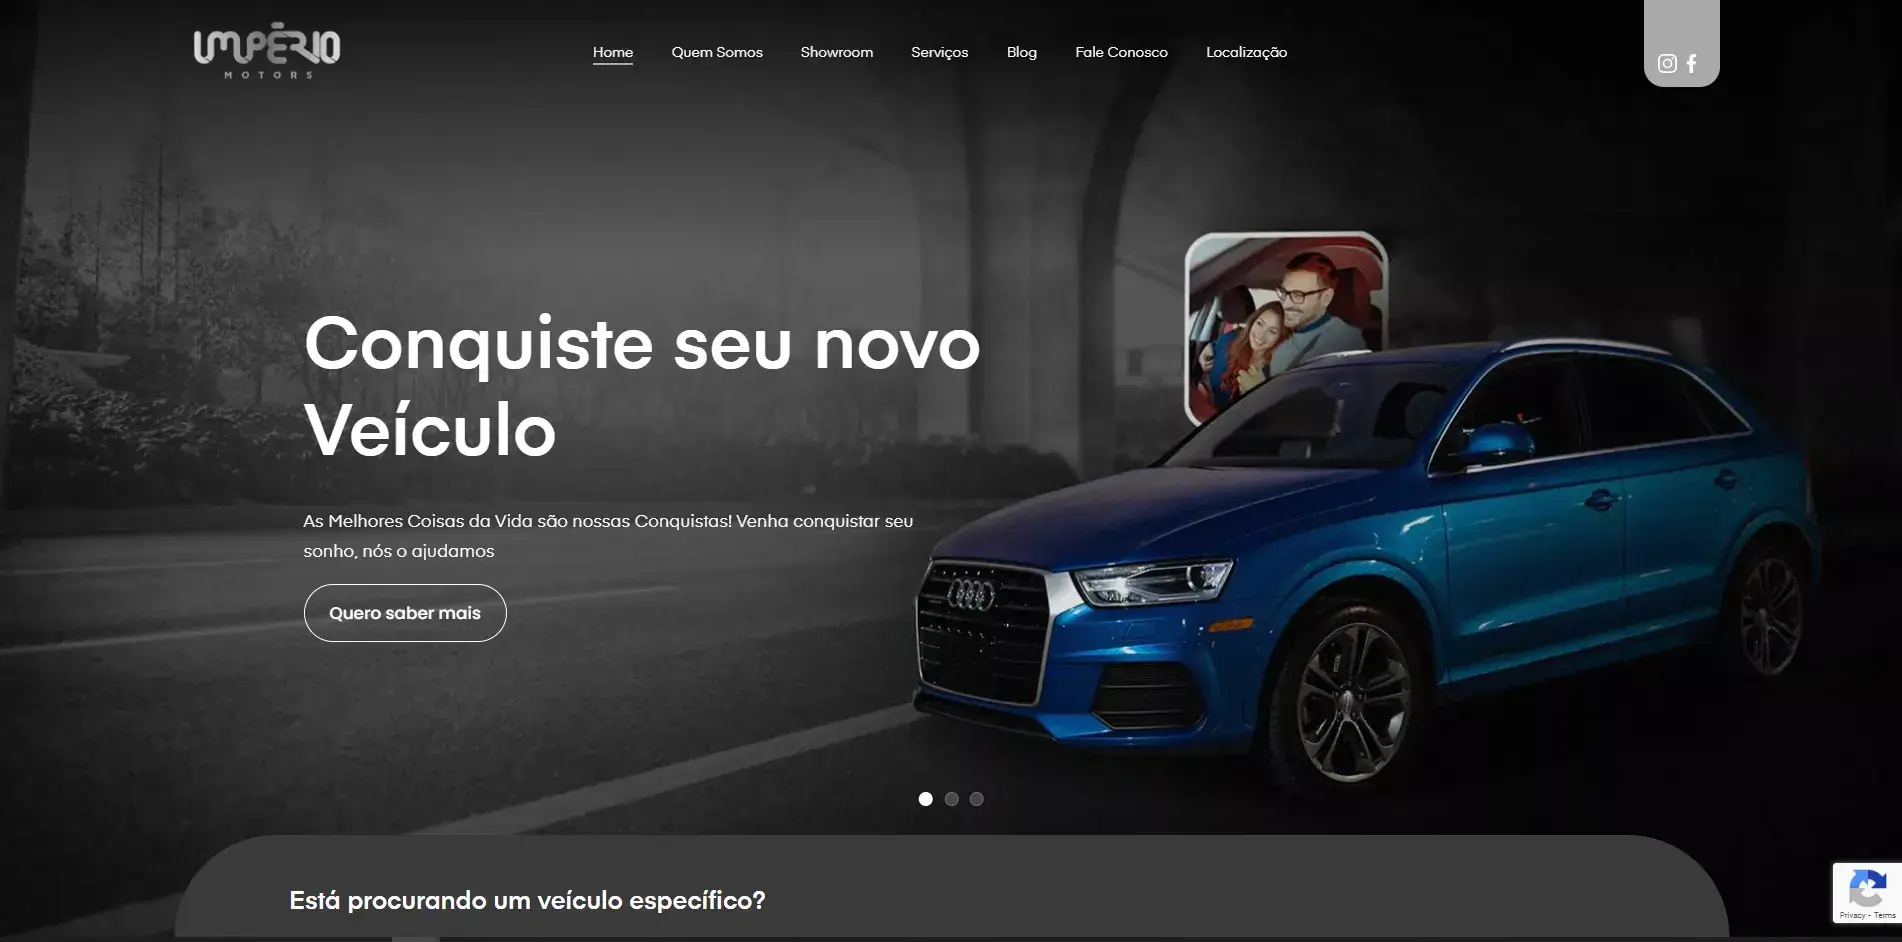 IMPÉRIO
MOTORS
Home
Quem Somos
Showroom
Serviços
Blog
Fale Conosco
Localização
Conquiste seu novo
Veículo
As Melhores Coisas da Vida são nossas Conquistas! Venha conquistar seu
sonho, nós o ajudamos
Quero saber mais
Está procurando um veículo específico?
Privacy - Terms